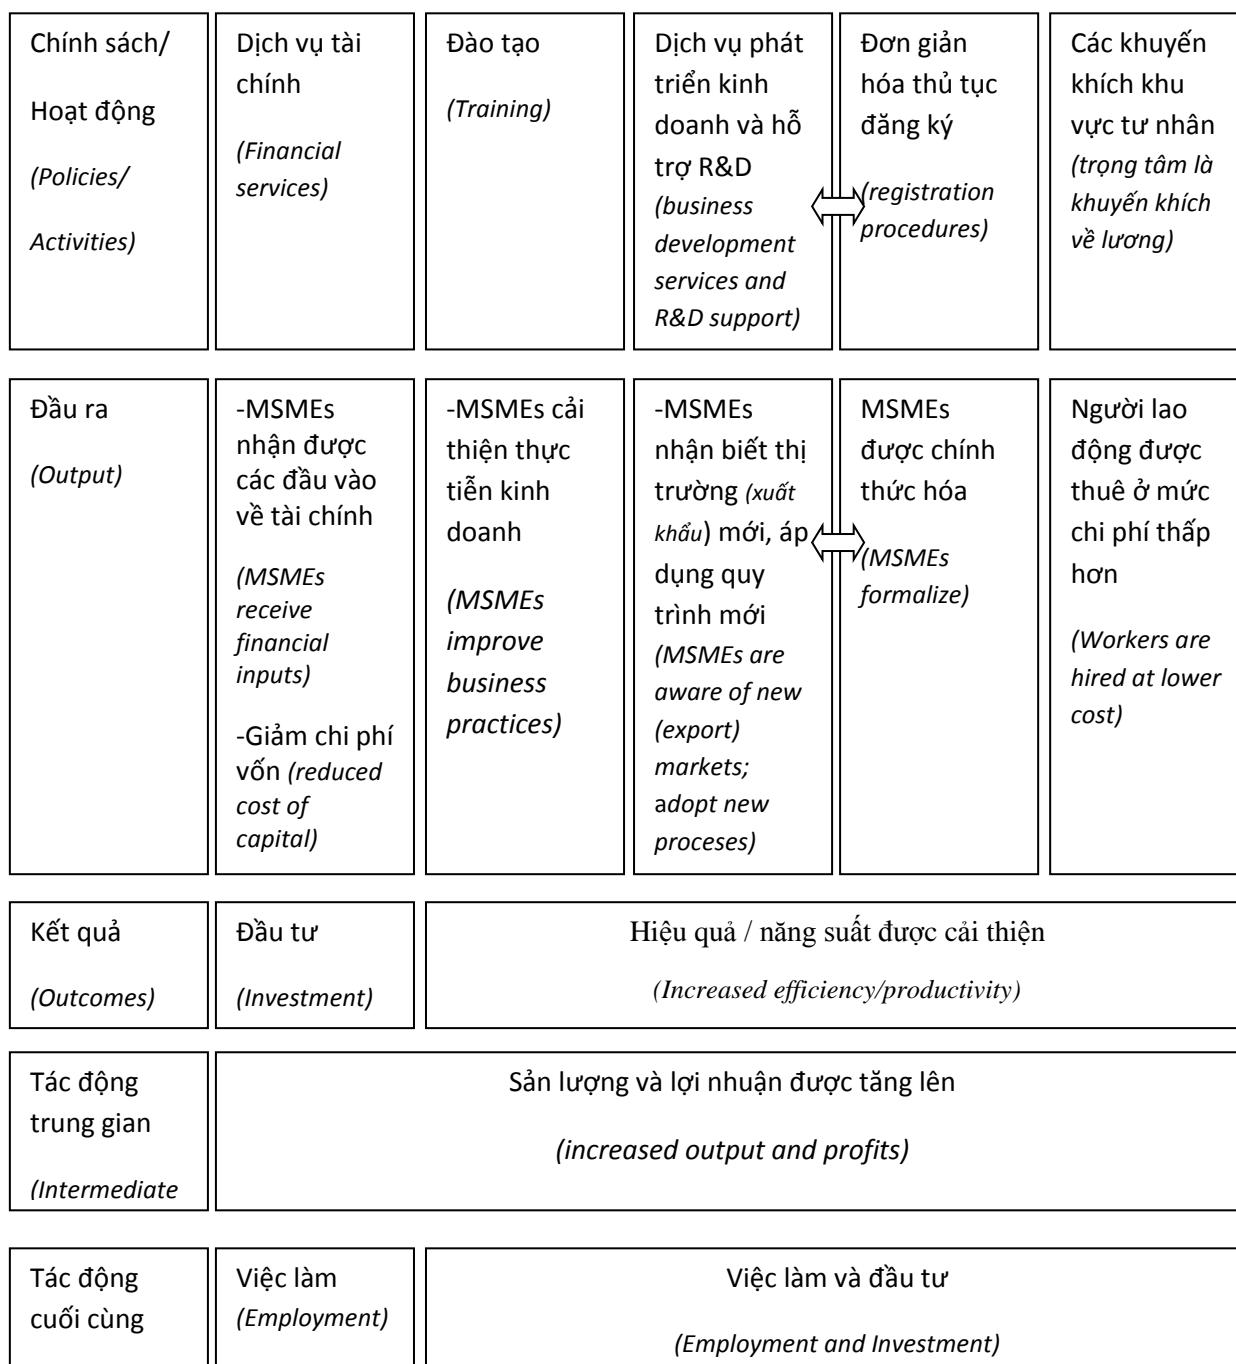 Chính sách/
Hoạt động
(Policies/
Activities)
Dịch vụ tài
chính
(Financial
services)
Đào tạo
(Training)
Dịch vụ phát
triển kinh
doanh và hỗ
trợ R&D
(business
development
services and
R&D support)
Đơn giản
hóa thủ tục
đăng ký
(registration
procedures)
Các khuyến
khích khu
vực tư nhân
(trọng tâm là
khuyến khích
về lương)
Đầu ra
(Output)
-MSMEs
nhận được
các đầu vào
về tài chính
(MSMEs
receive
financial
inputs)
-Giảm chi phí
vốn (reduced
cost of
capital)
-MSMEs cải
thiện thực
tiễn kinh
doanh
(MSMEs
improve
business
practices)
-MSMEs
nhận biết thị
trường (xuất
khẩu) mới, áp
dụng quy
trình mới
(MSMEs are
aware of new
(export)
markets;
adopt new
proceses)
MSMEs
được chính
thức hóa
(MSMEs
formalize)
Người lao
động được
thuê ở mức
chi phí thấp
hơn
(Workers are
hired at lower
cost)
Kết quả
(Outcomes)
Đầu tư
(Investment)
Hiệu quả / năng suất được cải thiện
(Increased efficiency/productivity)
Tác động
trung gian
(Intermediate
Sản lượng và lợi nhuận được tăng lên
(increased output and profits)
Tác động
cuối cùng
Việc làm
(Employment)
Việc làm và đầu tư
(Employment and Investment)